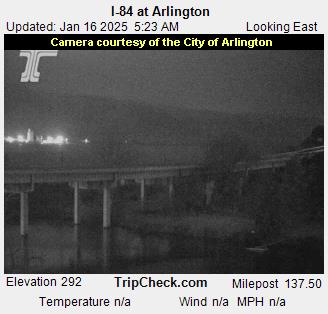 I-84 at Arlington
Updated: Jan 16 2025 5:23 AM Looking East
Camera courtesy of the City of Arlington
Elevation 292 TripCheck.com Milepost 137.50
Temperature n/a Wind n/a MPH n/a